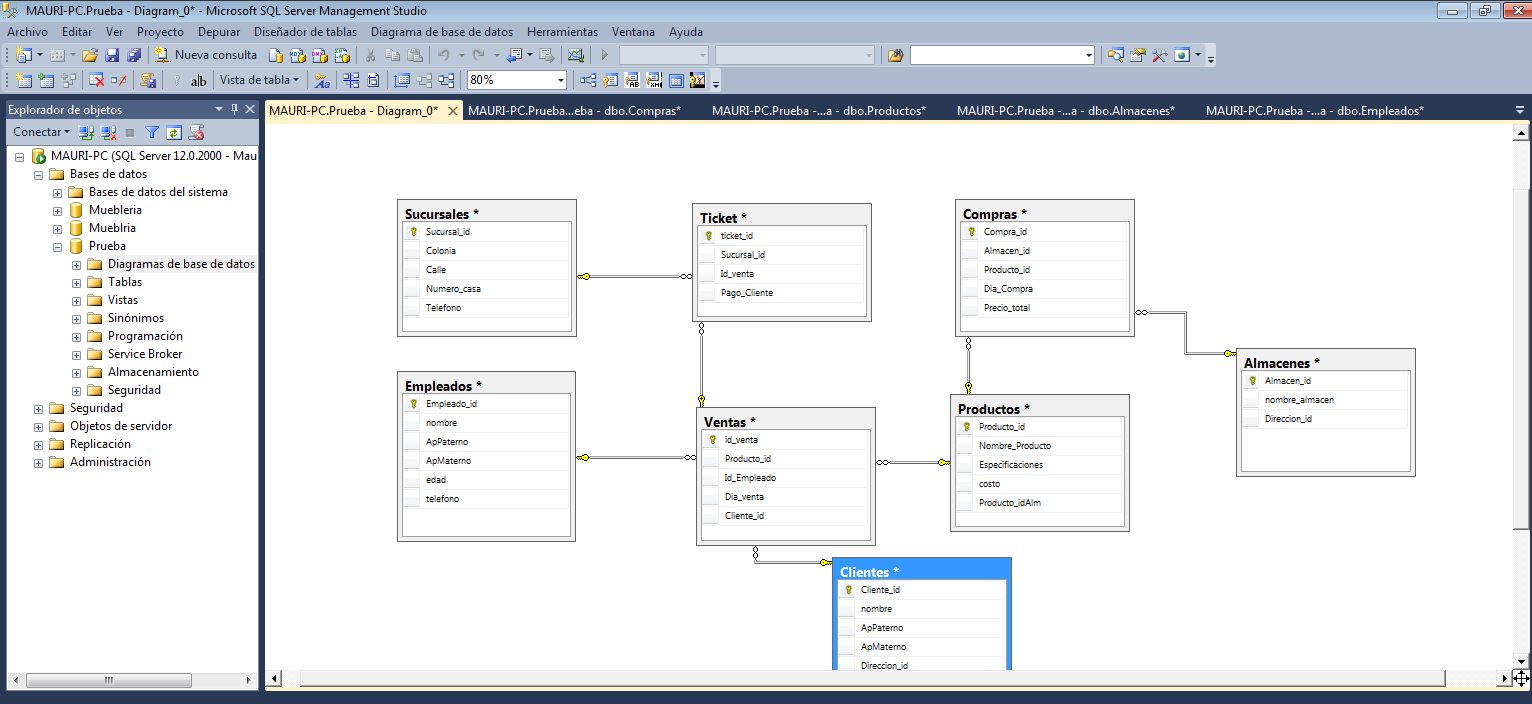 MAURI-PC.Prueba - Diagram_0* - Microsoft SQL Server Management Studio
Archivo Editar Ver Proyecto Depurar Diseñador de tablas Diagrama de base de datos Herramientas Ventana Ayuda
Nueva consulta
Vista de tabla
80%
Explorador de objetos
Conectar
MAURI-PC (SQL Server 12.0.2000 - Mau
Bases de datos
Bases de datos del sistema
Muebleria
Mueblria
Prueba
Diagramas de base de datos
Tablas
Vistas
Sinónimos
Programación
Service Broker
Almacenamiento
Seguridad
Seguridad
Objetos de servidor
Replicación
Administración
MAURI-PC.Prueba - Diagram_0*
MAURI-PC.Prueba...eba - dbo.Compras*
MAURI-PC.Prueba -...a - dbo.Productos*
MAURI-PC.Prueba -...a - dbo.Almacenes*
MAURI-PC.Prueba -...a - dbo.Empleados*
Sucursales *
Sucursal_id
Colonia
Calle
Numero_casa
Telefono
Ticket *
ticket_id
Sucursal_id
Id_venta
Pago_Cliente
Compras *
Compra_id
Almacen_id
Producto_id
Dia_Compra
Precio_total
Almacenes *
Almacen_id
nombre_almacen
Direccion_id
Empleados *
Empleado_id
nombre
ApPaterno
ApMaterno
edad
telefono
Ventas *
id_venta
Producto_id
Id_Empleado
Dia_venta
Cliente_id
Productos *
Producto_id
Nombre_Producto
Especificaciones
costo
Producto_idAlm
Clientes *
Cliente_id
nombre
ApPaterno
ApMaterno
Direccion_id